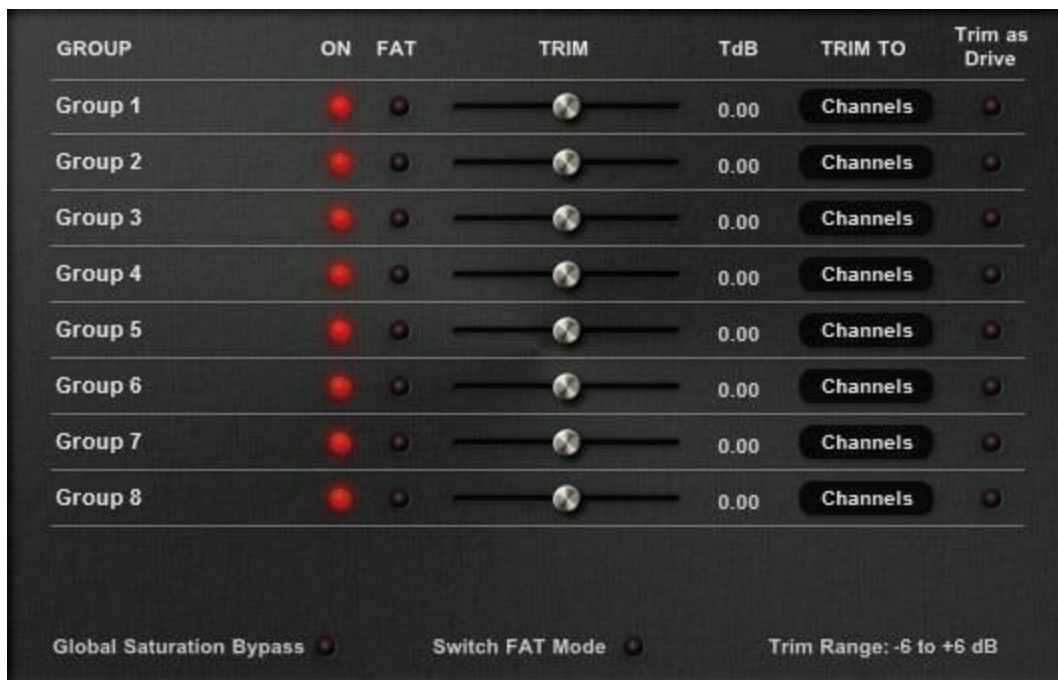 GROUP ON FAT TRIM TdB TRIM TO Trim as Drive
Group 1 0.00 Channels
Group 2 0.00 Channels
Group 3 0.00 Channels
Group 4 0.00 Channels
Group 5 0.00 Channels
Group 6 0.00 Channels
Group 7 0.00 Channels
Group 8 0.00 Channels
Global Saturation Bypass Switch FAT Mode Trim Range: -6 to +6 dB